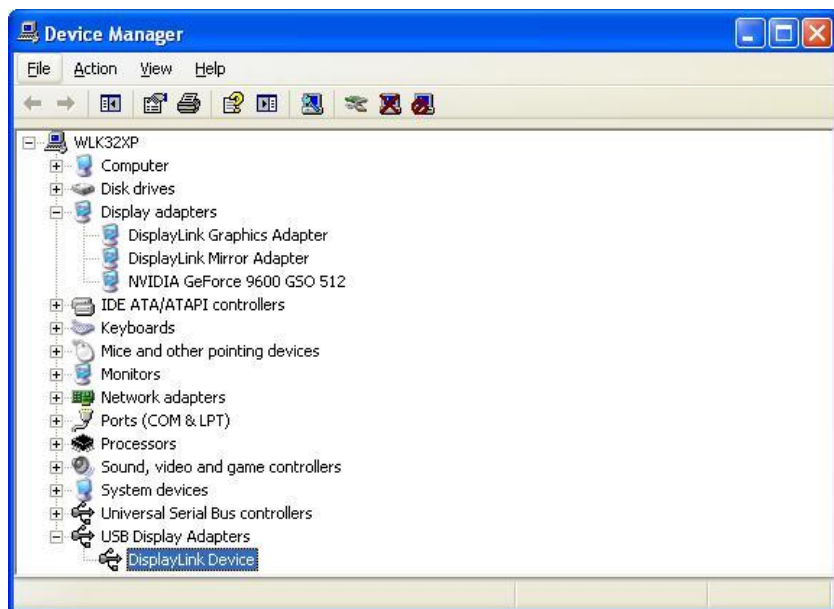 Device Manager
File Action View Help
WLK32XP
Computer
Disk drives
Display adapters
DisplayLink Graphics Adapter
DisplayLink Mirror Adapter
NVIDIA GeForce 9600 GSO 512
IDE ATA/ATAPI controllers
Keyboards
Mice and other pointing devices
Monitors
Network adapters
Ports (COM & LPT)
Processors
Sound, video and game controllers
System devices
Universal Serial Bus controllers
USB Display Adapters
DisplayLink Device